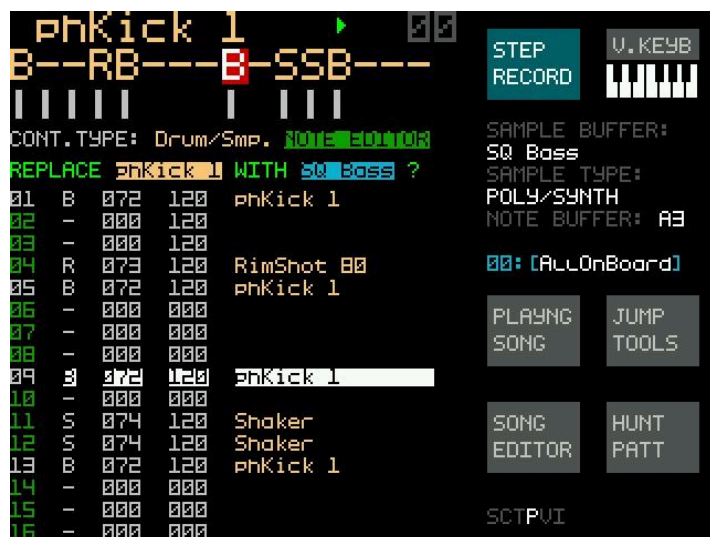 phKick 1 00
B--RB---B-SSB---
CONT.TYPE: Drum/Smp. NOTE EDITOR
REPLACE phKick 1 WITH SQ Bass ?
01 B 072 120 phKick 1
02 - 000 120
03 - 000 120
04 R 073 120 RimShot 80
05 B 072 120 phKick 1
06 - 000 000
07 - 000 000
08 - 000 000
09 B 072 120 phKick 1
10 - 000 000
11 S 074 120 Shaker
12 S 074 120 Shaker
13 B 072 120 phKick 1
14 - 000 000
15 - 000 000
16 - 000 000
STEP
RECORD
V.KEYB
SAMPLE BUFFER:
SQ Bass
SAMPLE TYPE:
POLY/SYNTH
NOTE BUFFER: A3
00:[ALLOnBoard]
PLAYNG
SONG
JUMP
TOOLS
SONG
EDITOR
HUNT
PATT
SCTPVI